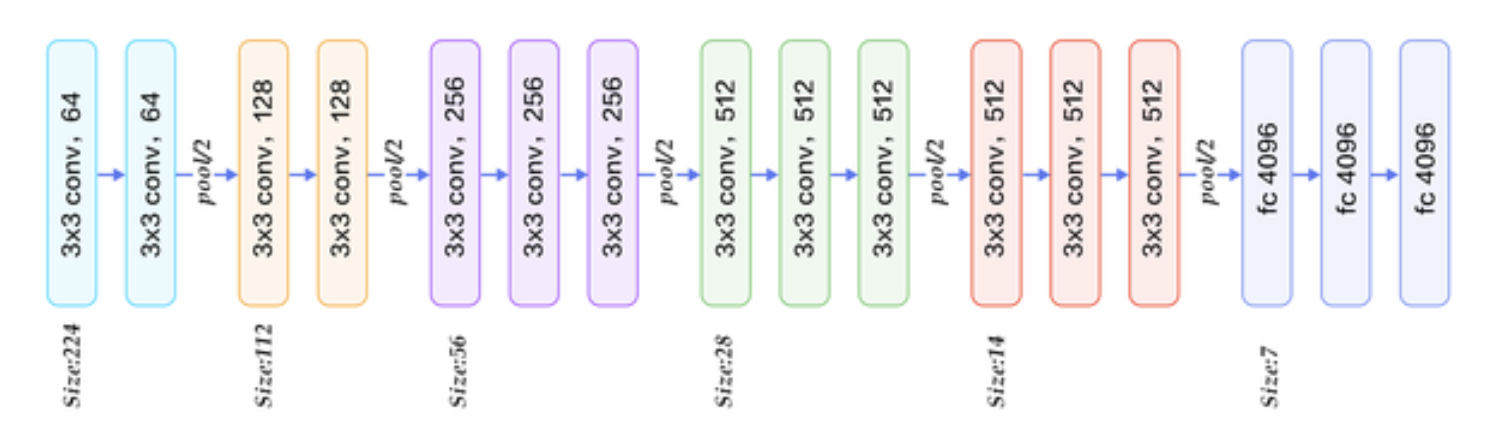 3x3 conv, 64
3x3 conv, 64
pool/2
3x3 conv, 128
3x3 conv, 128
pool/2
3x3 conv, 256
3x3 conv, 256
3x3 conv, 256
pool/2
3x3 conv, 512
3x3 conv, 512
3x3 conv, 512
pool/2
3x3 conv, 512
3x3 conv, 512
3x3 conv, 512
pool/2
fc 4096
fc 4096
fc 4096
Size:224
Size:112
Size:56
Size:28
Size:14
Size:7